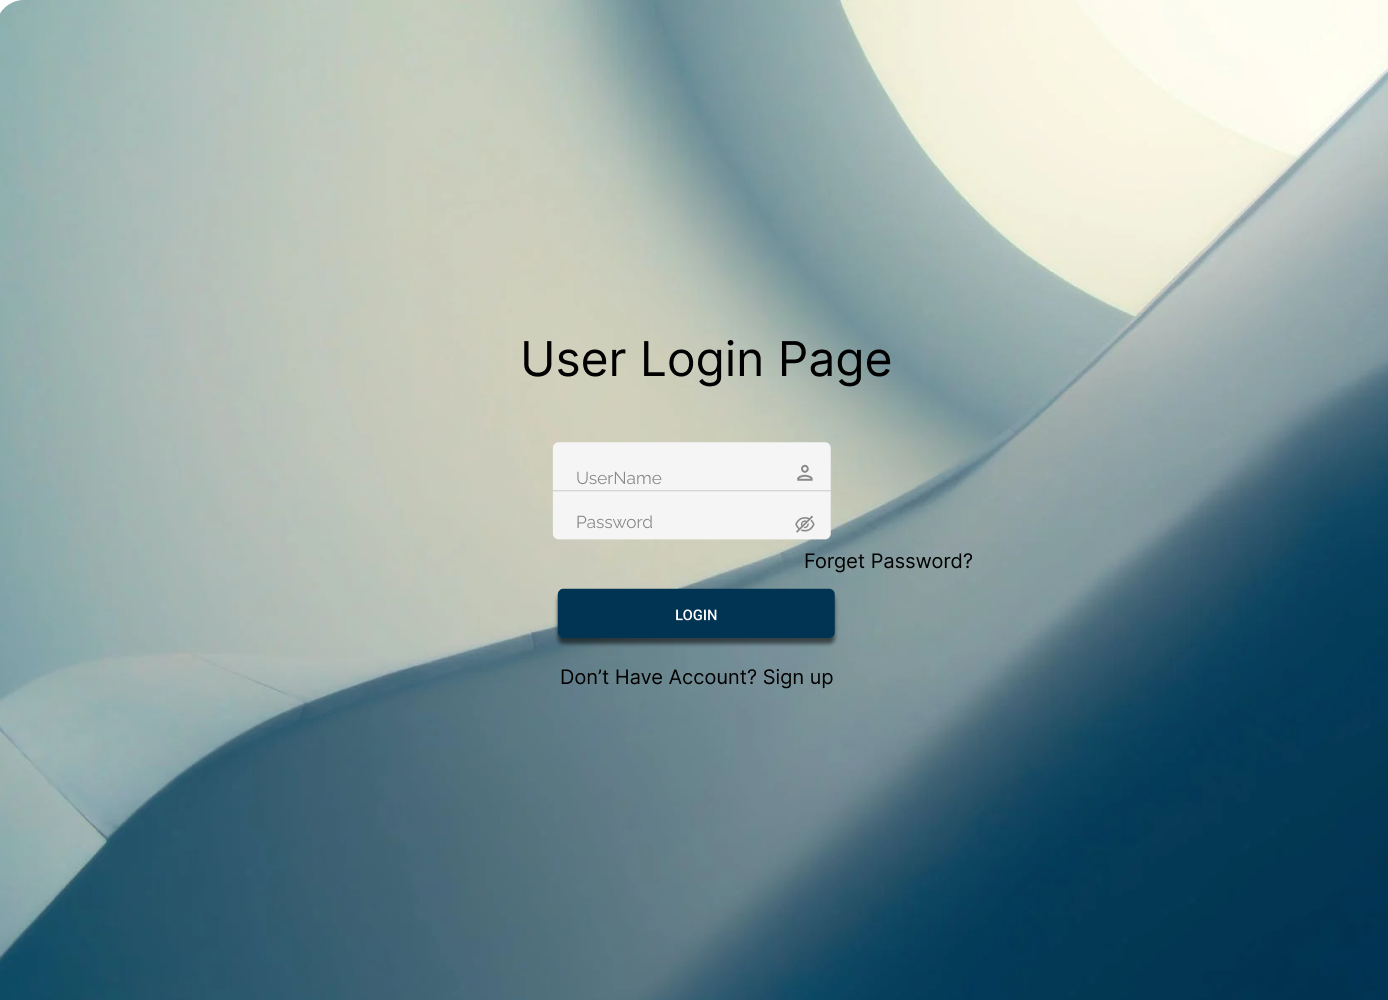 User Login Page
UserName
Password
Forget Password?
LOGIN
Don’t Have Account? Sign up